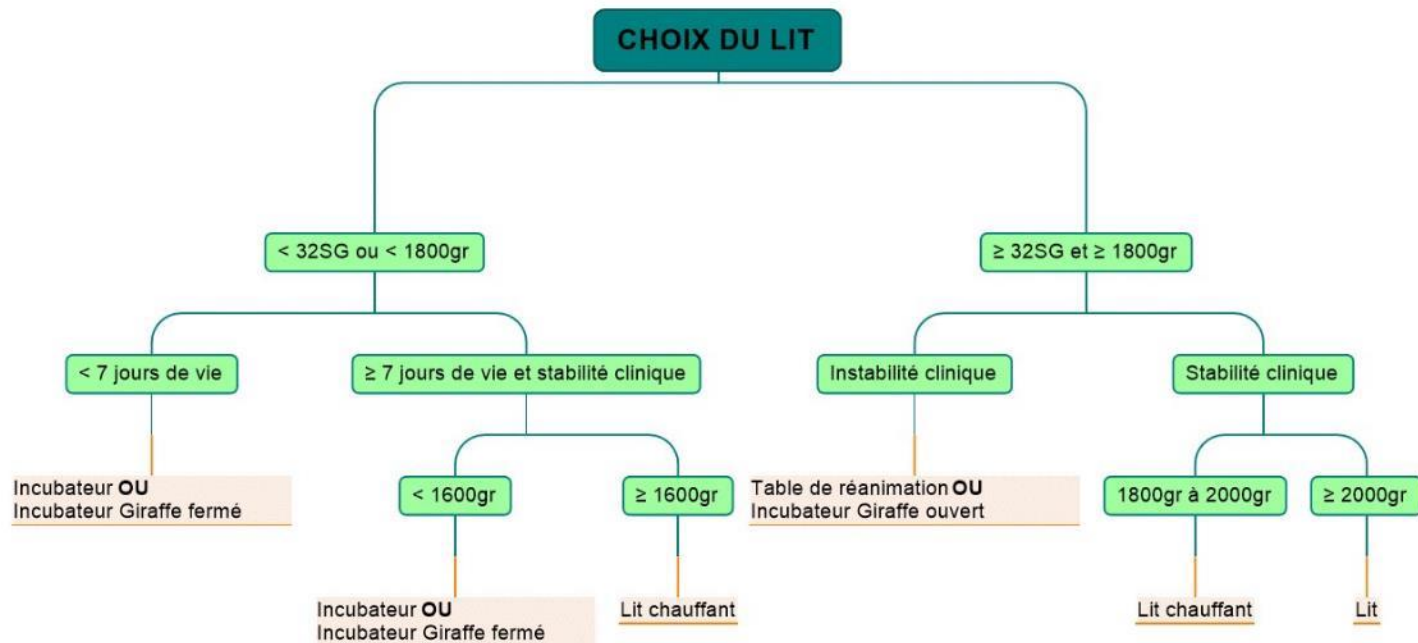 CHOIX DU LIT
< 32SG ou < 1800gr
≥ 32SG et ≥ 1800gr
< 7 jours de vie
≥ 7 jours de vie et stabilité clinique
Instabilité clinique
Stabilité clinique
Incubateur OU
Incubateur Giraffe fermé
< 1600gr
≥ 1600gr
Table de réanimation OU
Incubateur Giraffe ouvert
1800gr à 2000gr
≥ 2000gr
Incubateur OU
Incubateur Giraffe fermé
Lit chauffant
Lit chauffant
Lit